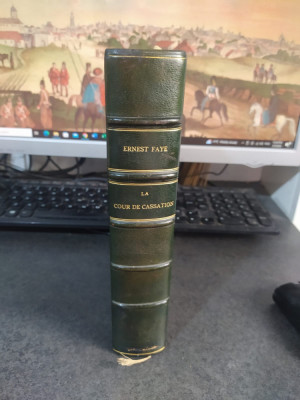 ERNEST FAYE
LA
COUR DE CASSATION